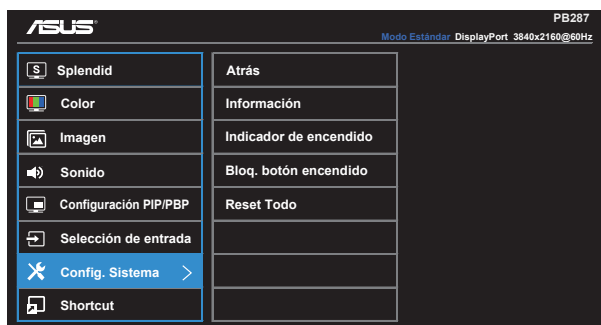 ASUS
PB287
Modo Estándar DisplayPort 3840x2160@60Hz
S Splendid
Color
Imagen
Sonido
Configuración PIP/PBP
Selección de entrada
Config. Sistema
Shortcut
Atrás
Información
Indicador de encendido
Bloq. botón encendido
Reset Todo